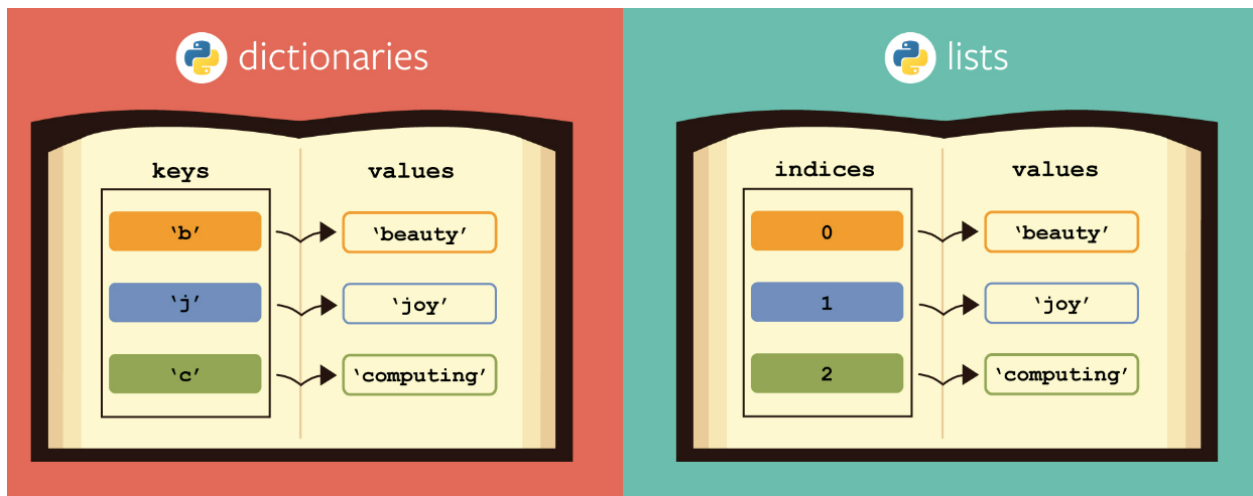 dictionaries
keys values
‘b’ ‘beauty’
‘j’ ‘joy’
‘c’ ‘computing’
lists
indices values
0 ‘beauty’
1 ‘joy’
2 ‘computing’